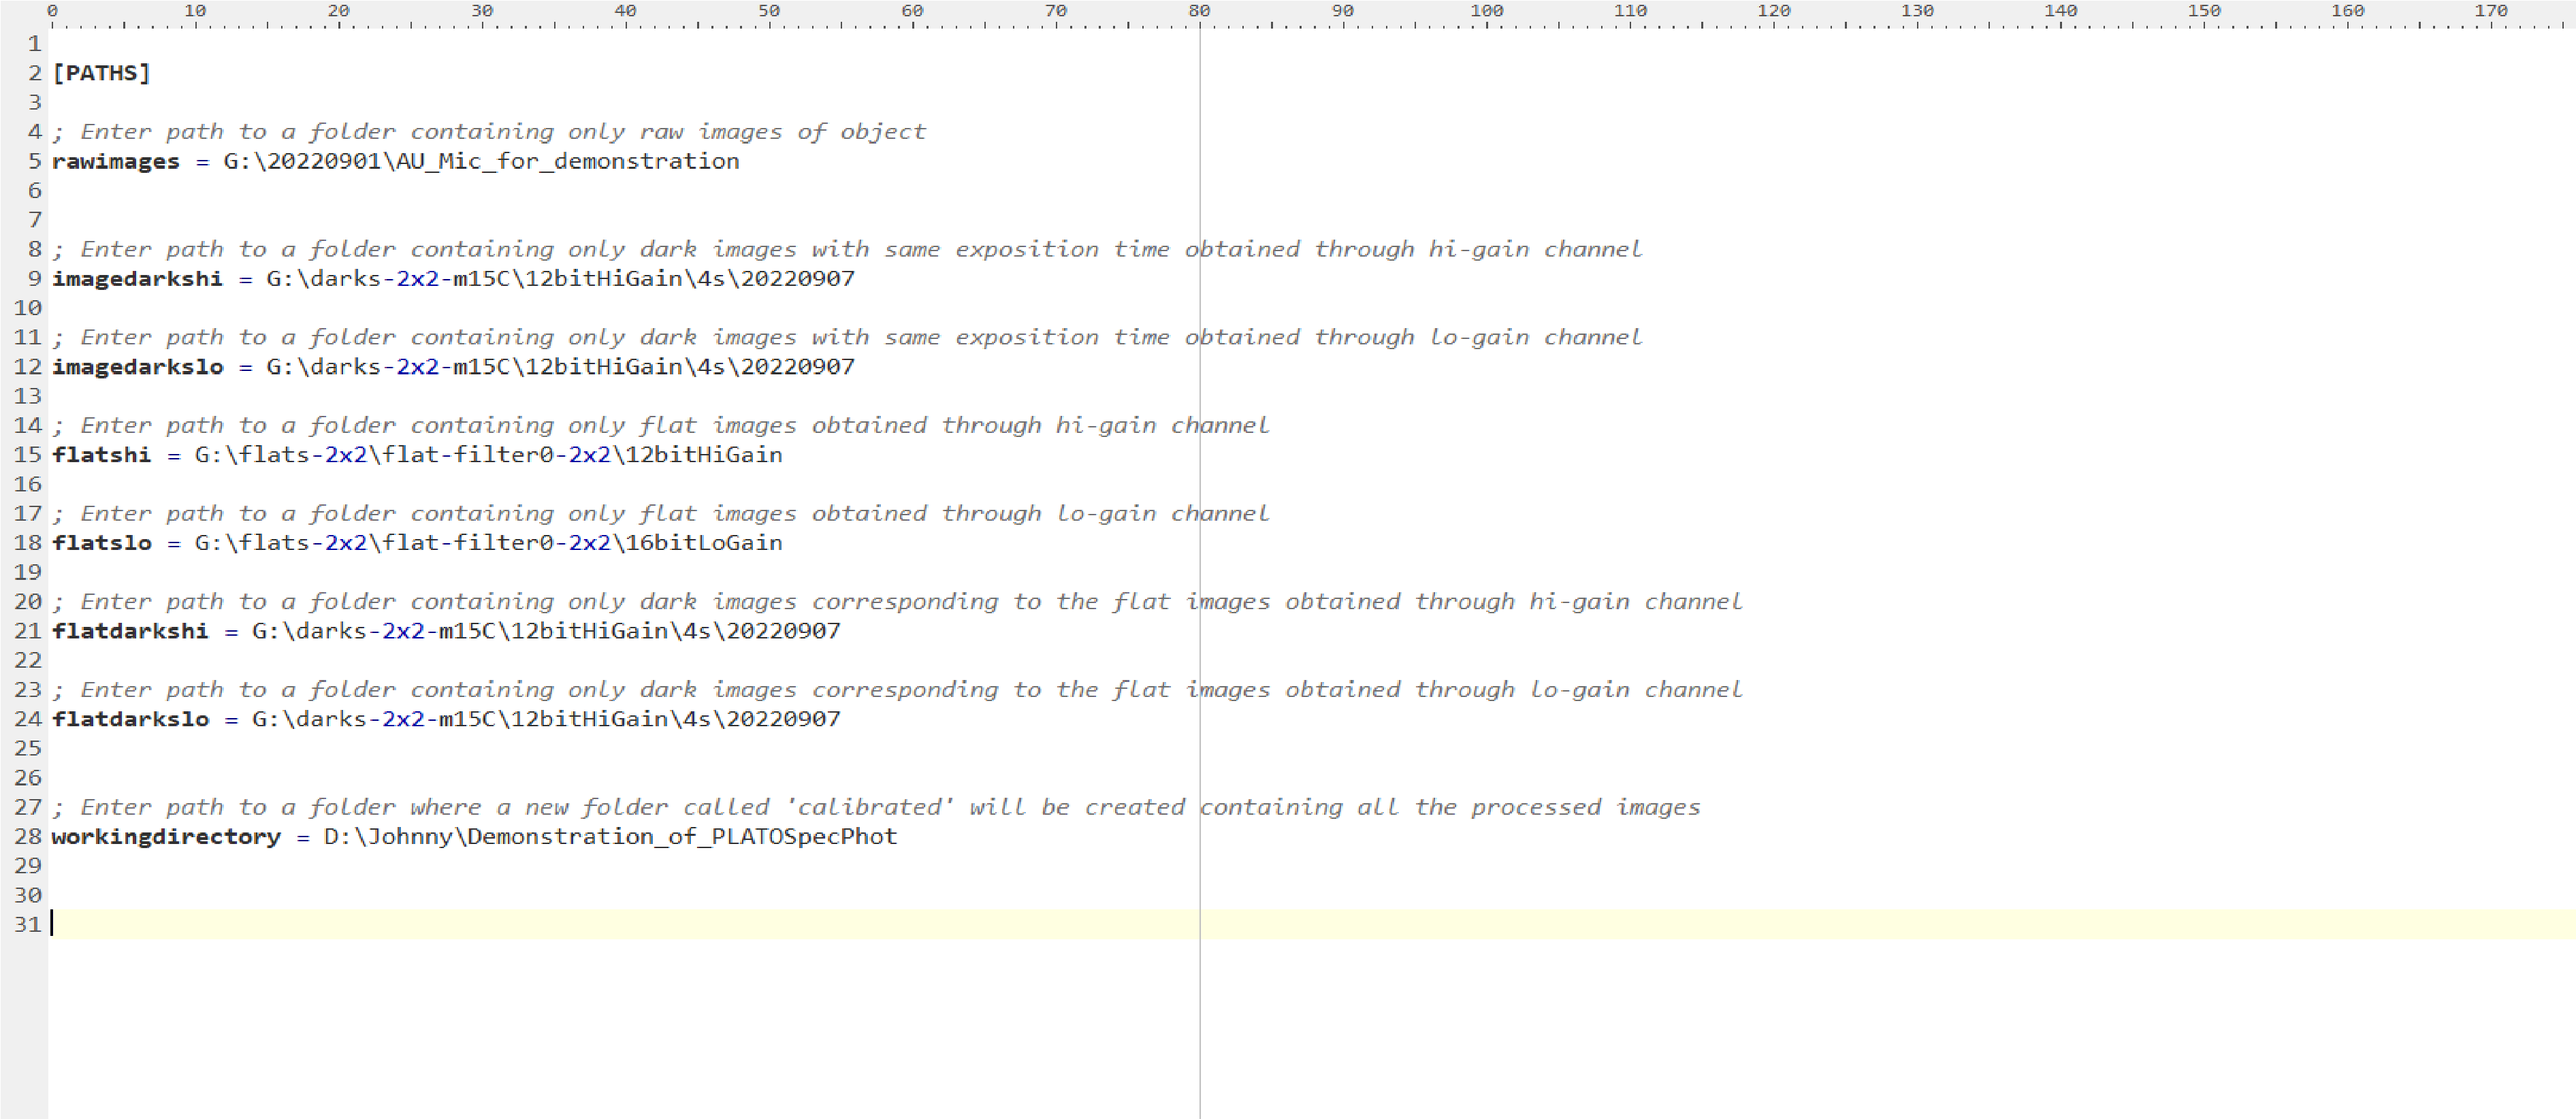 0 10 20 30 40 50 60 70 80 90 100 110 120 130 140 150 160 170
1
2 [PATHS]
3
4 ; Enter path to a folder containing only raw images of object
5 rawimages = G:\20220901\AU_Mic_for_demonstration
6
7
8 ; Enter path to a folder containing only dark images with same exposition time obtained through hi-gain channel
9 imagedarkshi = G:\darks-2x2-m15C\12bitHiGain\4s\20220907
10
11 ; Enter path to a folder containing only dark images with same exposition time obtained through lo-gain channel
12 imagedarkslo = G:\darks-2x2-m15C\12bitHiGain\4s\20220907
13
14 ; Enter path to a folder containing only flat images obtained through hi-gain channel
15 flatshi = G:\flats-2x2\flat-filter0-2x2\12bitHiGain
16
17 ; Enter path to a folder containing only flat images obtained through lo-gain channel
18 flatslo = G:\flats-2x2\flat-filter0-2x2\16bitLoGain
19
20 ; Enter path to a folder containing only dark images corresponding to the flat images obtained through hi-gain channel
21 flatdarkshi = G:\darks-2x2-m15C\12bitHiGain\4s\20220907
22
23 ; Enter path to a folder containing only dark images corresponding to the flat images obtained through lo-gain channel
24 flatdarkslo = G:\darks-2x2-m15C\12bitHiGain\4s\20220907
25
26
27 ; Enter path to a folder where a new folder called 'calibrated' will be created containing all the processed images
28 workingdirectory = D:\Johnny\Demonstration_of_PLATOSpecPhot
29
30
31